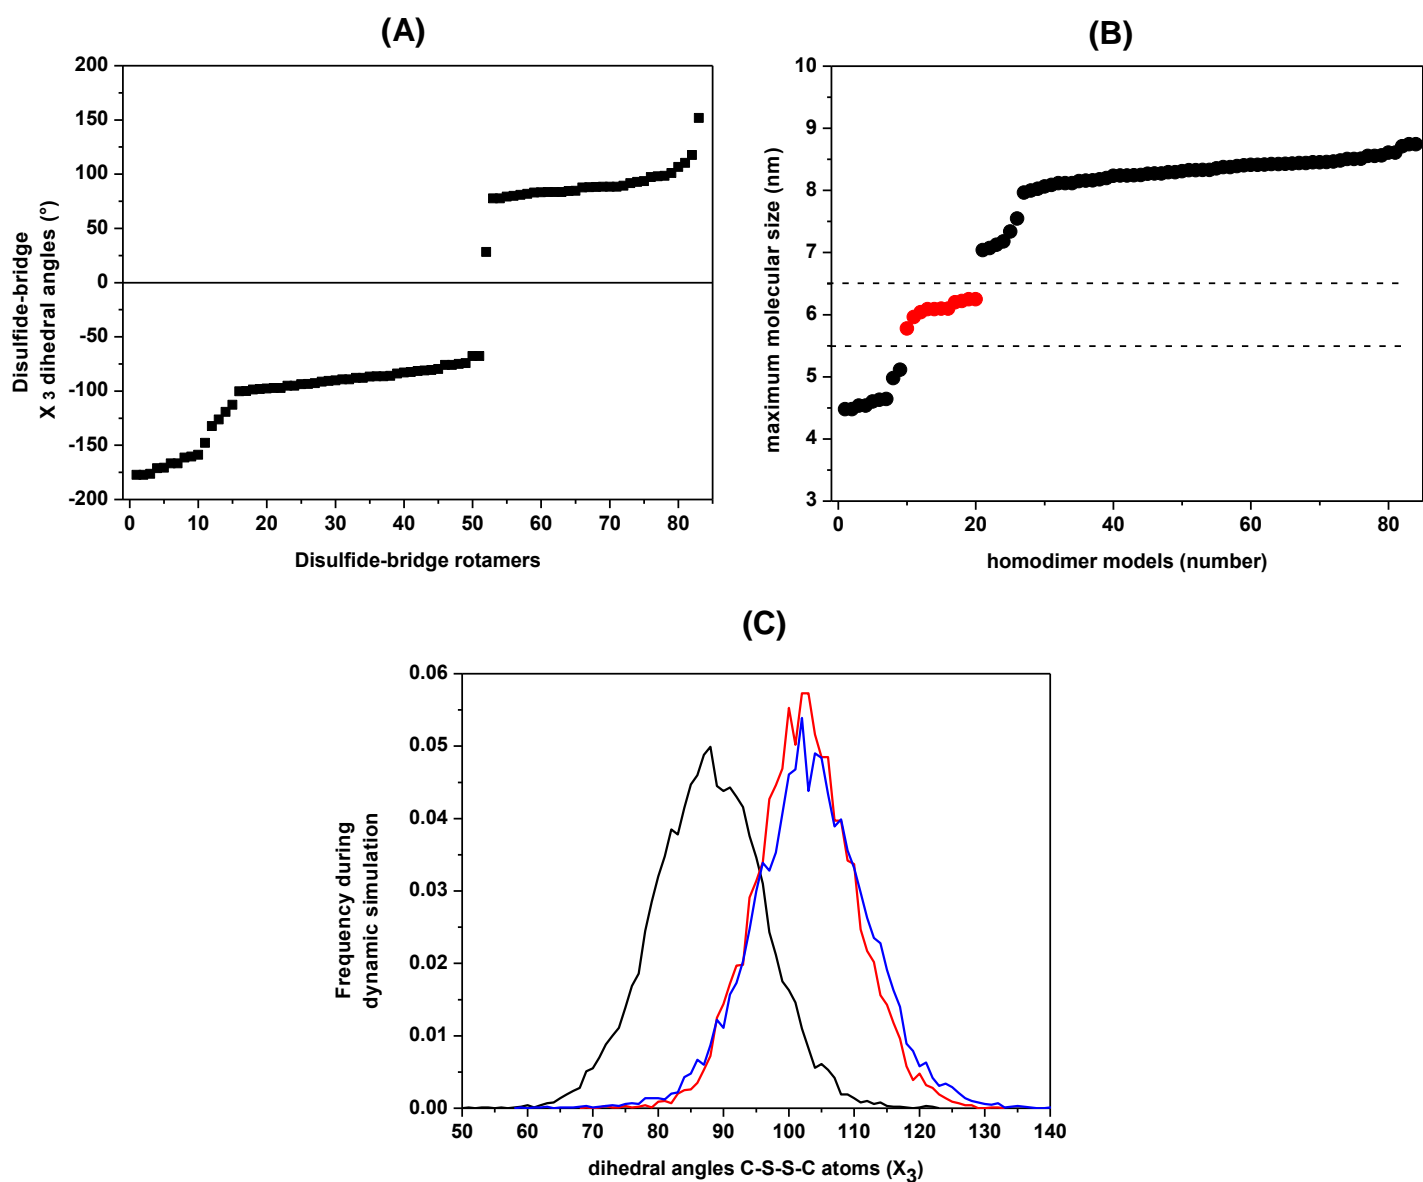 (A)
200
150
100
50
0
-50
-100
-150
-200
0 10 20 30 40 50 60 70 80
Disulfide-bridge
X 3 dihedral angles (°)
Disulfide-bridge rotamers
(B)
10
9
8
7
6
5
4
3
0 20 40 60 80
maximum molecular size (nm)
homodimer models (number)
(C)
0.06
0.05
0.04
0.03
0.02
0.01
0.00
50 60 70 80 90 100 110 120 130 140
Frequency during
dynamic simulation
dihedral angles C-S-S-C atoms (X3)